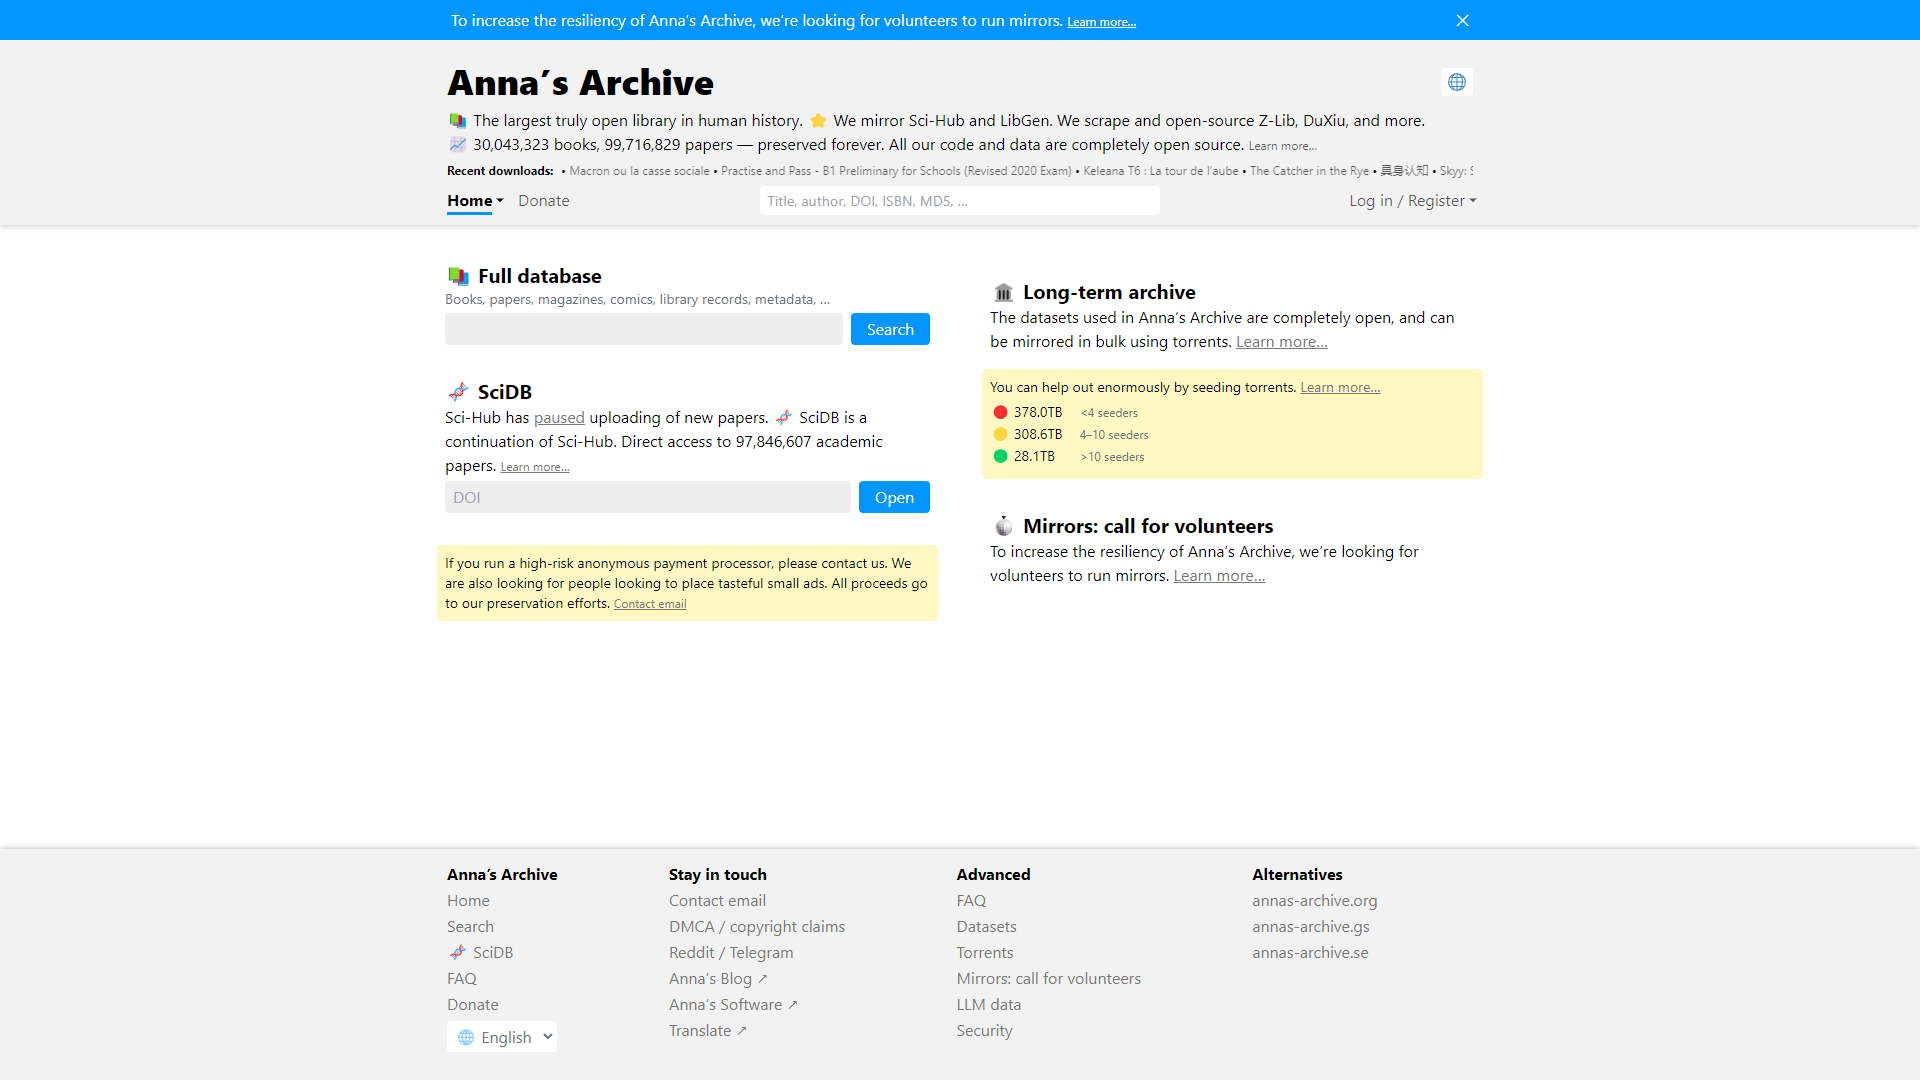 To increase the resiliency of Anna’s Archive, we’re looking for volunteers to run mirrors. Learn more...
Anna’s Archive
📚 The largest truly open library in human history. ⭐️ We mirror Sci-Hub and LibGen. We scrape and open-source Z-Lib, DuXiu, and more.
📈 30,043,323 books, 99,716,829 papers — preserved forever. All our code and data are completely open source. Learn more...
Recent downloads: • Macron ou la casse sociale • Practise and Pass - B1 Preliminary for Schools (Revised 2020 Exam) • Keleana T6 : La tour de l'aube • The Catcher in the Rye • 具身认知 • Skyy:
Home Donate
Title, author, DOI, ISBN, MD5, ...
Log in / Register
📚 Full database
Books, papers, magazines, comics, library records, metadata, ...
Search
🧬 SciDB
Sci-Hub has paused uploading of new papers. 🧬 SciDB is a
continuation of Sci-Hub. Direct access to 97,846,607 academic
papers. Learn more...
DOI
Open
If you run a high-risk anonymous payment processor, please contact us. We
are also looking for people looking to place tasteful small ads. All proceeds go
to our preservation efforts. Contact email
🏛️ Long-term archive
The datasets used in Anna’s Archive are completely open, and can
be mirrored in bulk using torrents. Learn more...
You can help out enormously by seeding torrents. Learn more...
378.0TB <4 seeders
308.6TB 4–10 seeders
28.1TB >10 seeders
Mirrors: call for volunteers
To increase the resiliency of Anna’s Archive, we’re looking for
volunteers to run mirrors. Learn more...
Anna’s Archive
Home
Search
🧬 SciDB
FAQ
Donate
🌐 English
Stay in touch
Contact email
DMCA / copyright claims
Reddit / Telegram
Anna’s Blog ↗
Anna’s Software ↗
Translate ↗
Advanced
FAQ
Datasets
Torrents
Mirrors: call for volunteers
LLM data
Security
Alternatives
annas-archive.org
annas-archive.gs
annas-archive.se